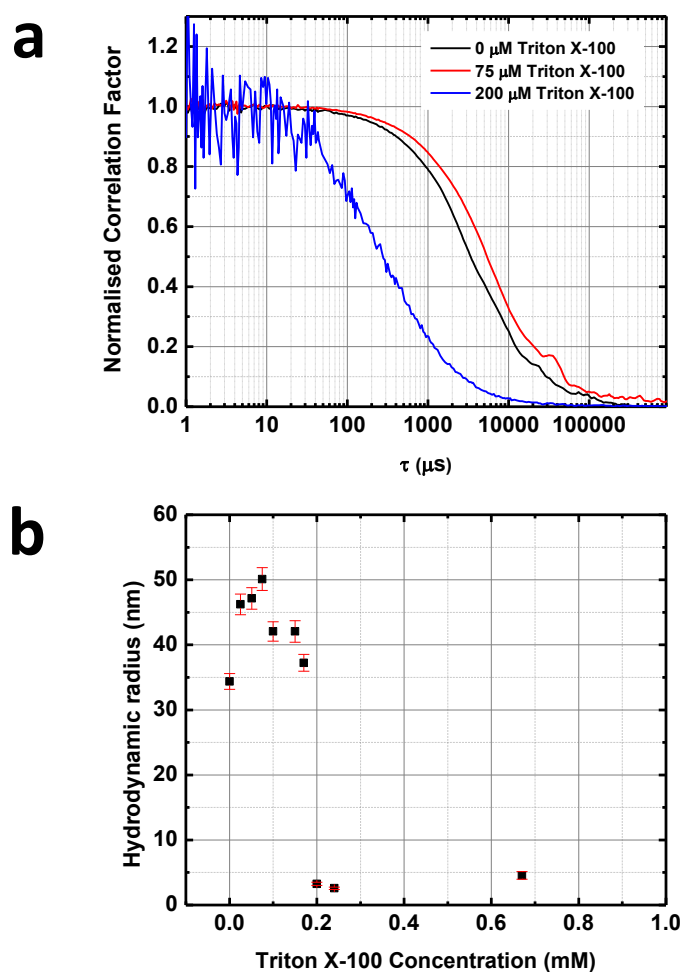 a
1.2
1.0
0.8
0.6
0.4
0.2
0.0
Normalised Correlation Factor
0 μM Triton X-100
75 μM Triton X-100
200 μM Triton X-100
1 10 100 1000 10000 100000
τ (μs)
b
60
50
40
30
20
10
0
Hydrodynamic radius (nm)
0.0 0.2 0.4 0.6 0.8 1.0
Triton X-100 Concentration (mM)